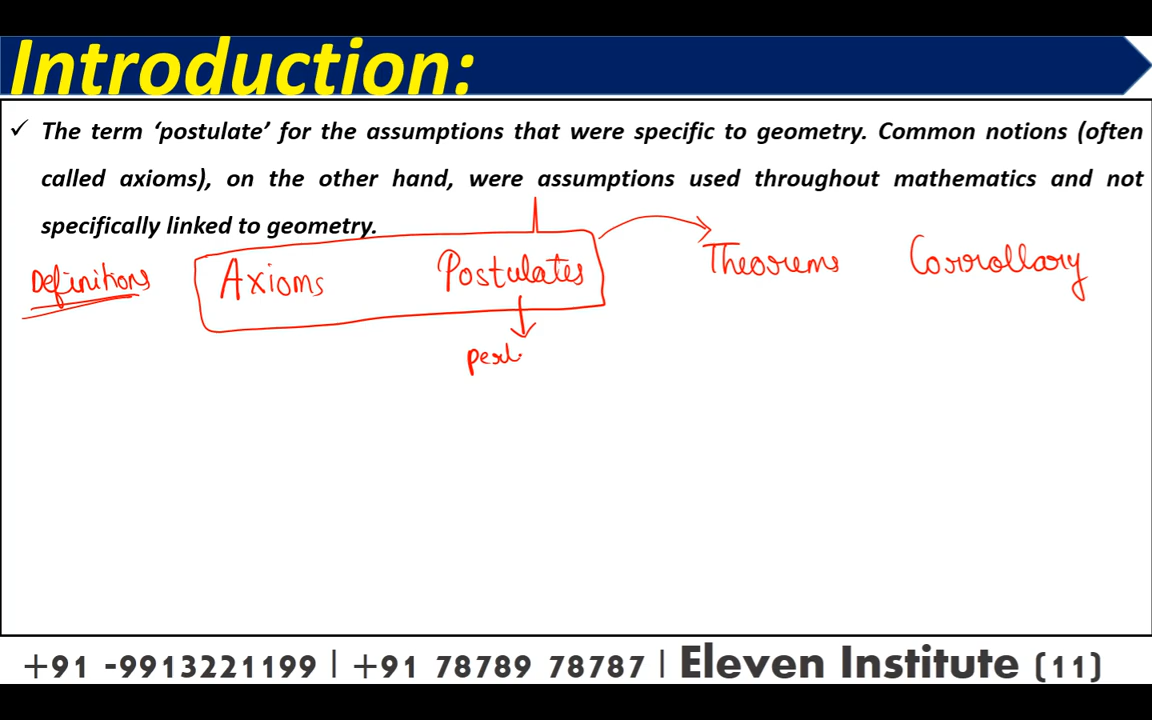 Introduction:
✓ The term ‘postulate’ for the assumptions that were specific to geometry. Common notions (often
called axioms), on the other hand, were assumptions used throughout mathematics and not
specifically linked to geometry.
Definitions Axioms Postulates Theorems Corrollary
+91 -9913221199 | +91 78789 78787 | Eleven Institute (11)